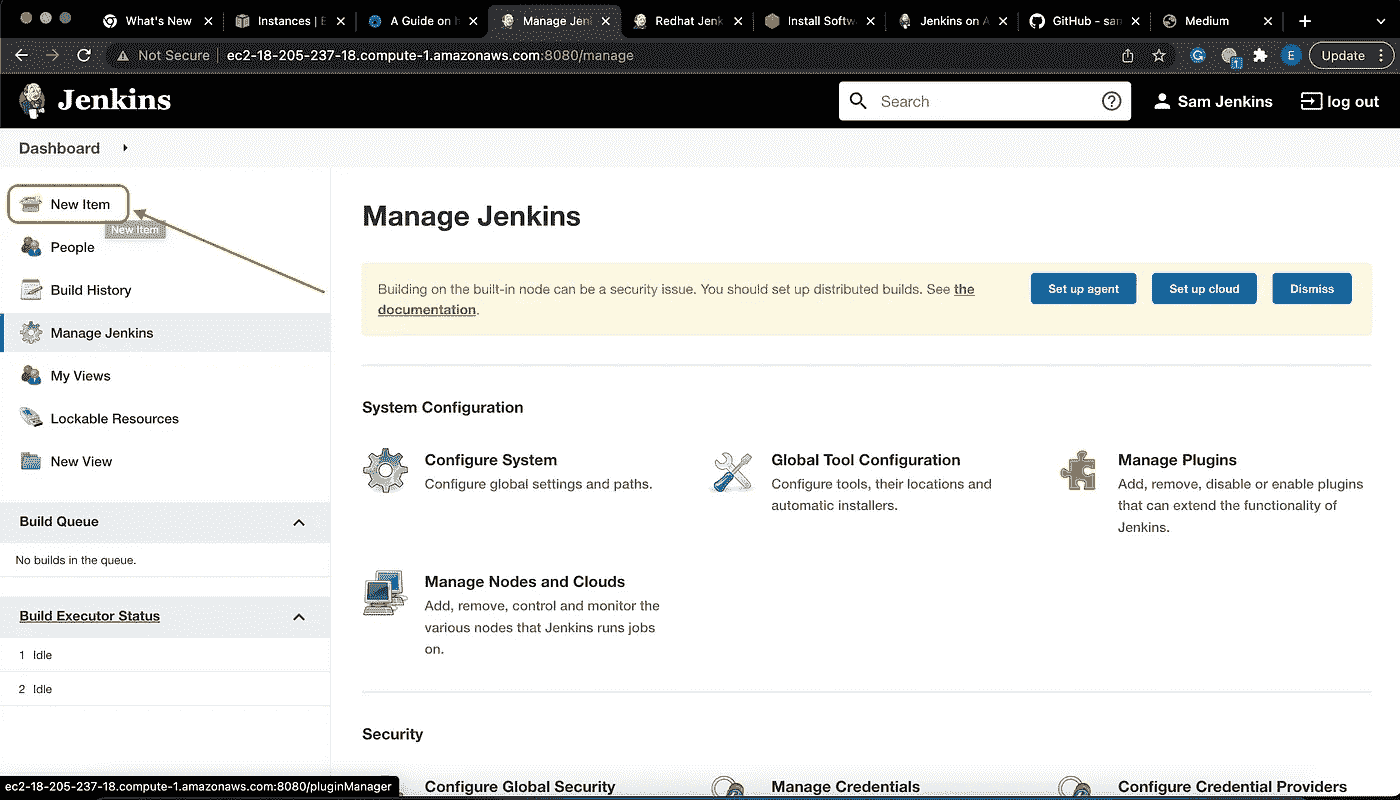 What's New
Instances | E
A Guide on h
Manage Jenk
Redhat Jenk
Install Softw
Jenkins on A
GitHub - san
Medium
Not Secure
ec2-18-205-237-18.compute-1.amazonaws.com:8080/manage
E
Update
Jenkins
Search
Sam Jenkins
log out
Dashboard
New Item
New Item
People
Build History
Manage Jenkins
My Views
Lockable Resources
New View
Build Queue
No builds in the queue.
Build Executor Status
1 Idle
2 Idle
Manage Jenkins
Building on the built-in node can be a security issue. You should set up distributed builds. See the
documentation.
Set up agent
Set up cloud
Dismiss
System Configuration
Configure System
Configure global settings and paths.
Global Tool Configuration
Configure tools, their locations and
automatic installers.
Manage Plugins
Add, remove, disable or enable plugins
that can extend the functionality of
Jenkins.
Manage Nodes and Clouds
Add, remove, control and monitor the
various nodes that Jenkins runs jobs
on.
Security
Configure Global Security
Manage Credentials
Configure Credential Providers
ec2-18-205-237-18.compute-1.amazonaws.com:8080/pluginManager